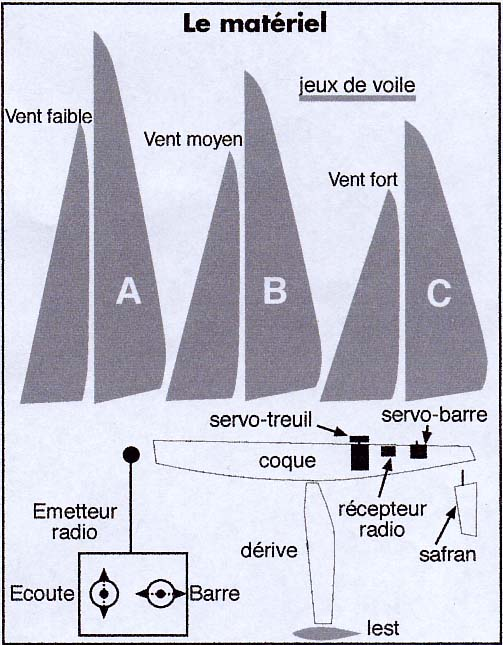 Le matériel
jeux de voile
Vent faible
Vent moyen
Vent fort
A
B
C
servo-treuil
servo-barre
coque
Emetteur
radio
récepteur
radio
dérive
safran
Ecoute
Barre
lest